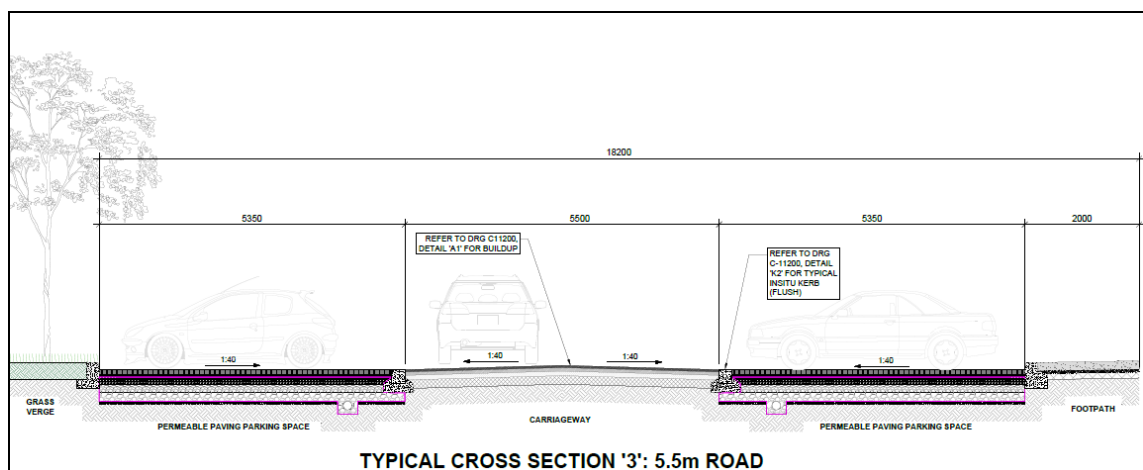 18200
5350
5500
5350
2000
REFER TO DRG C11200,
DETAIL 'A1' FOR BUILDUP
REFER TO DRG
C-11200, DETAIL
'K2' FOR TYPICAL
INSITU KERB
(FLUSH)
1:40
1:40
1:40
1:40
GRASS
VERGE
PERMEABLE PAVING PARKING SPACE
CARRIAGEWAY
PERMEABLE PAVING PARKING SPACE
FOOTPATH
TYPICAL CROSS SECTION '3': 5.5m ROAD